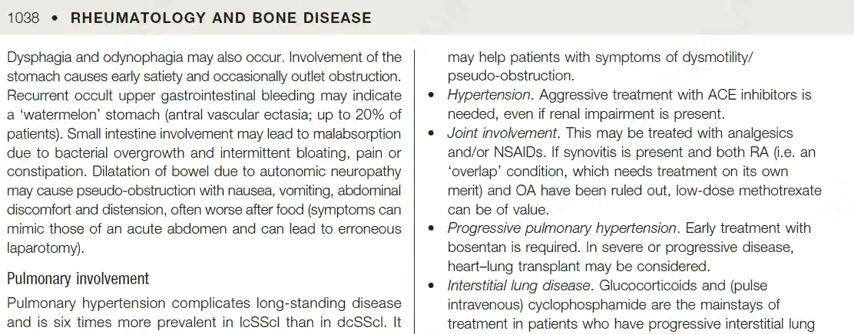 1038 • RHEUMATOLOGY AND BONE DISEASE
Dysphagia and odynophagia may also occur. Involvement of the
stomach causes early satiety and occasionally outlet obstruction.
Recurrent occult upper gastrointestinal bleeding may indicate
a ‘watermelon’ stomach (antral vascular ectasia; up to 20% of
patients). Small intestine involvement may lead to malabsorption
due to bacterial overgrowth and intermittent bloating, pain or
constipation. Dilatation of bowel due to autonomic neuropathy
may cause pseudo-obstruction with nausea, vomiting, abdominal
discomfort and distension, often worse after food (symptoms can
mimic those of an acute abdomen and can lead to erroneous
laparotomy).
Pulmonary involvement
Pulmonary hypertension complicates long-standing disease
and is six times more prevalent in lcSScl than in dcSScl. It
may help patients with symptoms of dysmotility/
pseudo-obstruction.
• Hypertension. Aggressive treatment with ACE inhibitors is
needed, even if renal impairment is present.
• Joint involvement. This may be treated with analgesics
and/or NSAIDs. If synovitis is present and both RA (i.e. an
‘overlap’ condition, which needs treatment on its own
merit) and OA have been ruled out, low-dose methotrexate
can be of value.
• Progressive pulmonary hypertension. Early treatment with
bosentan is required. In severe or progressive disease,
heart–lung transplant may be considered.
• Interstitial lung disease. Glucocorticoids and (pulse
intravenous) cyclophosphamide are the mainstays of
treatment in patients who have progressive interstitial lung